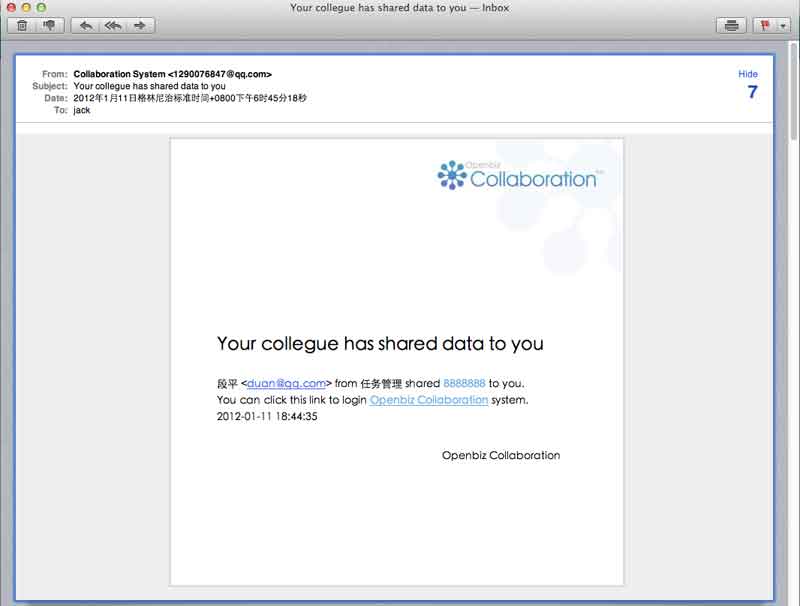 Your collegue has shared data to you — Inbox
From: Collaboration System <1290076847@qq.com>
Hide
Subject: Your collegue has shared data to you
7
Date: 2012年1月11日格林尼治标准时间+0800下午6时45分18秒
To: jack
Openbiz
Collaboration™
Your collegue has shared data to you
段平 <duan@qq.com> from 任务管理 shared 8888888 to you.
You can click this link to login Openbiz Collaboration system.
2012-01-11 18:44:35
Openbiz Collaboration